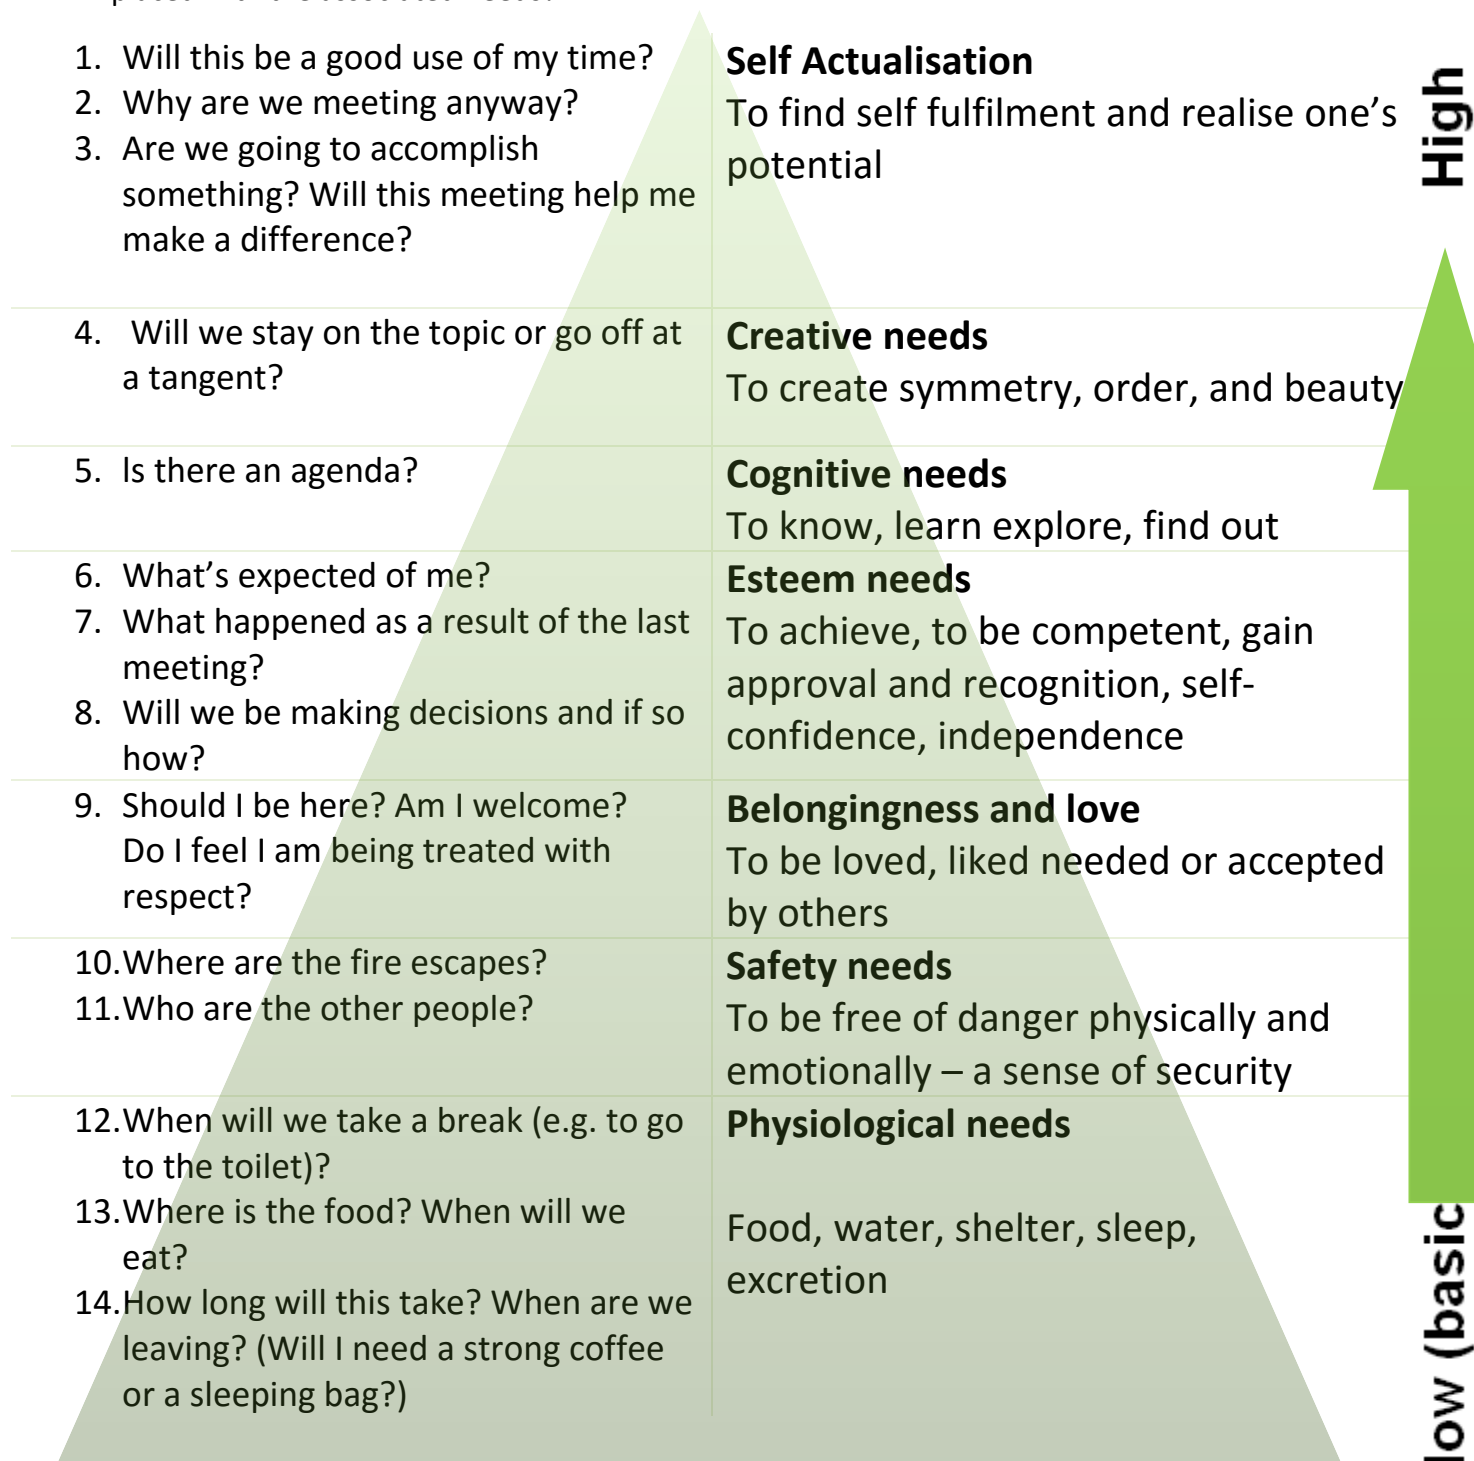 1. Will this be a good use of my time?
2. Why are we meeting anyway?
3. Are we going to accomplish
something? Will this meeting help me
make a difference?
Self Actualisation
To find self fulfilment and realise one's
potential
4. Will we stay on the topic or go off at
a tangent?
Creative needs
To create symmetry, order, and beauty
5. Is there an agenda?
Cognitive needs
To know, learn explore, find out
6. What's expected of me?
7. What happened as a result of the last
meeting?
8. Will we be making decisions and if so
how?
Esteem needs
To achieve, to be competent, gain
approval and recognition, self-
confidence, independence
9. Should I be here? Am I welcome?
Do I feel I am being treated with
respect?
Belongingness and love
To be loved, liked needed or accepted
by others
10.Where are the fire escapes?
11.Who are the other people?
Safety needs
To be free of danger physically and
emotionally – a sense of security
12.When will we take a break (e.g. to go
to the toilet)?
13.Where is the food? When will we
eat?
14.How long will this take? When are we
leaving? (Will I need a strong coffee
or a sleeping bag?)
Physiological needs
Food, water, shelter, sleep,
excretion
High
low (basic